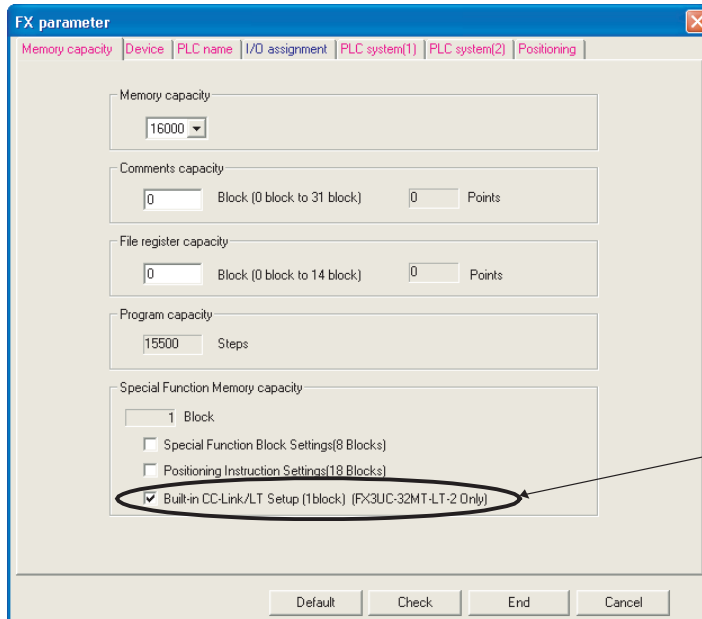 FX parameter
Memory capacity Device PLC name I/O assignment PLC system(1) PLC system(2) Positioning
Memory capacity
16000
Comments capacity
0 Block (0 block to 31 block) 0 Points
File register capacity
0 Block (0 block to 14 block) 0 Points
Program capacity
15500 Steps
Special Function Memory capacity
1 Block
Special Function Block Settings(8 Blocks)
Positioning Instruction Settings(18 Blocks)
Built-in CC-Link/LT Setup (1block) (FX3UC-32MT-LT-2 Only)
Default Check End Cancel